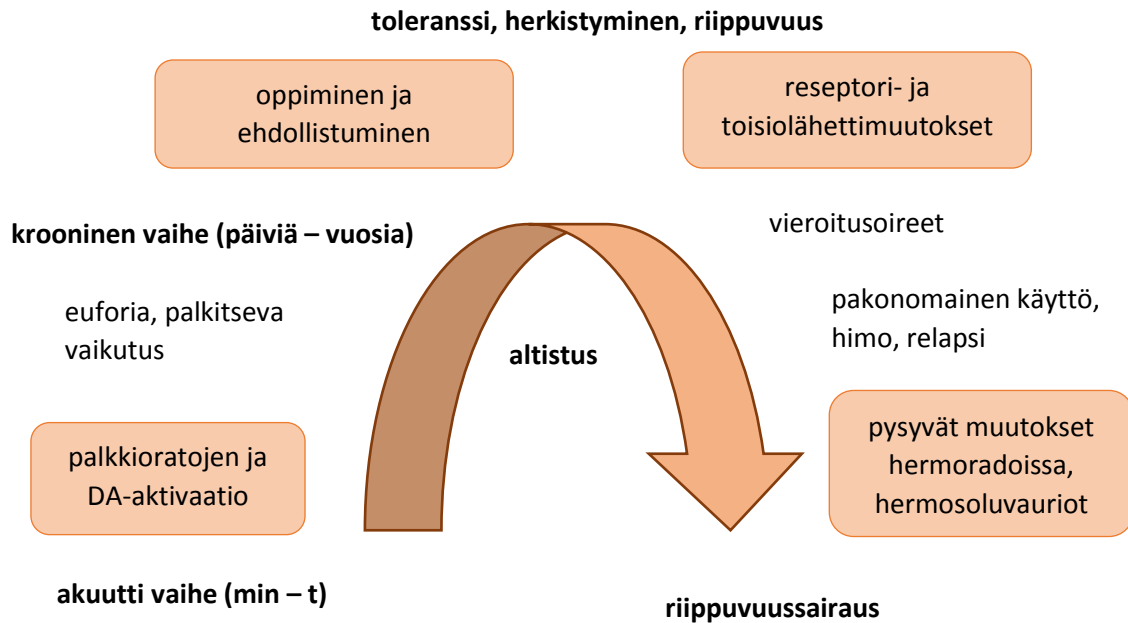 toleranssi, herkistyminen, riippuvuus
oppiminen ja
ehdollistuminen
reseptori- ja
toisiolähettimuutokset
krooninen vaihe (päiviä – vuosia)
vieroitusoireet
euforia, palkitseva
vaikutus
altistus
pakonomainen käyttö,
himo, relapsi
palkkioratojen ja
DA-aktivaatio
pysyvät muutokset
hermoradoissa,
hermosoluvauriot
akuutti vaihe (min – t)
riippuvuussairaus